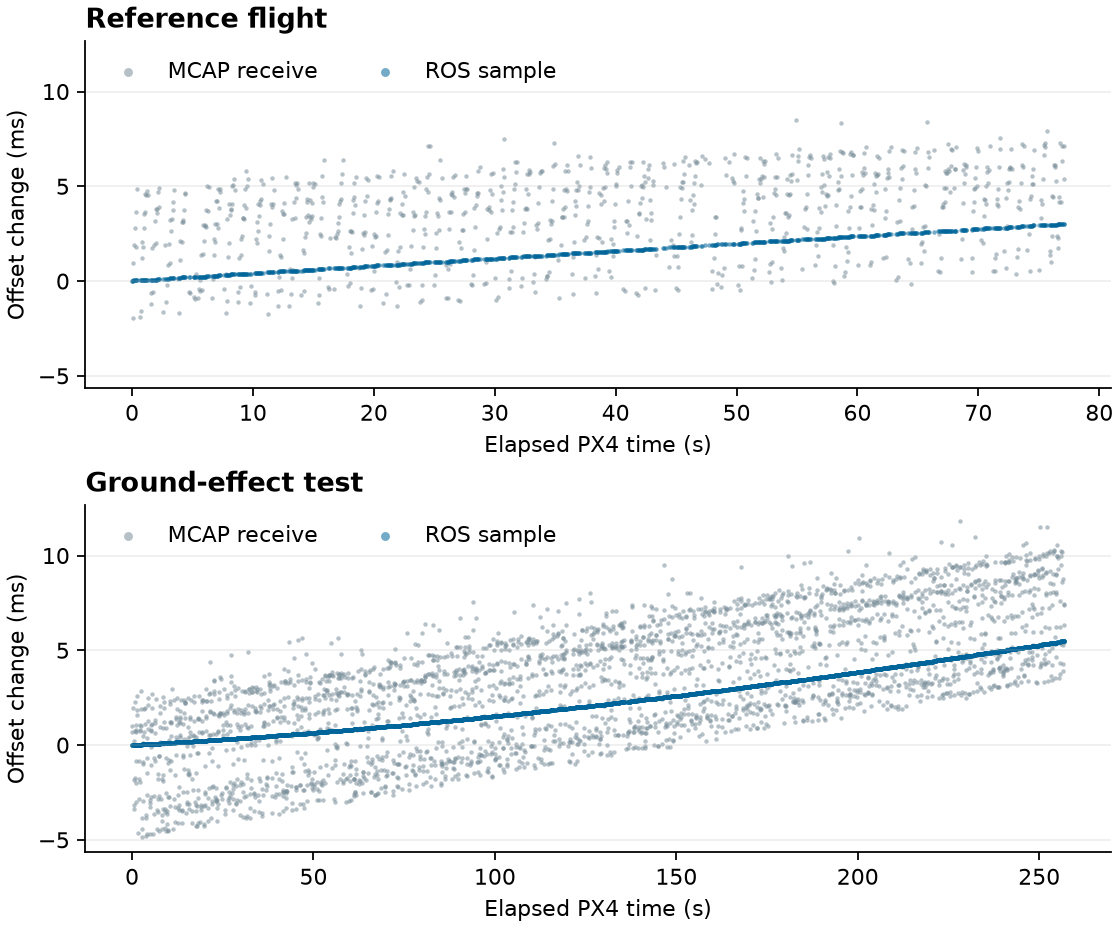 Reference flight
MCAP receive ROS sample
Offset change (ms)
10
5
0
−5
0 10 20 30 40 50 60 70 80
Elapsed PX4 time (s)
Ground-effect test
MCAP receive ROS sample
Offset change (ms)
10
5
0
−5
0 50 100 150 200 250
Elapsed PX4 time (s)